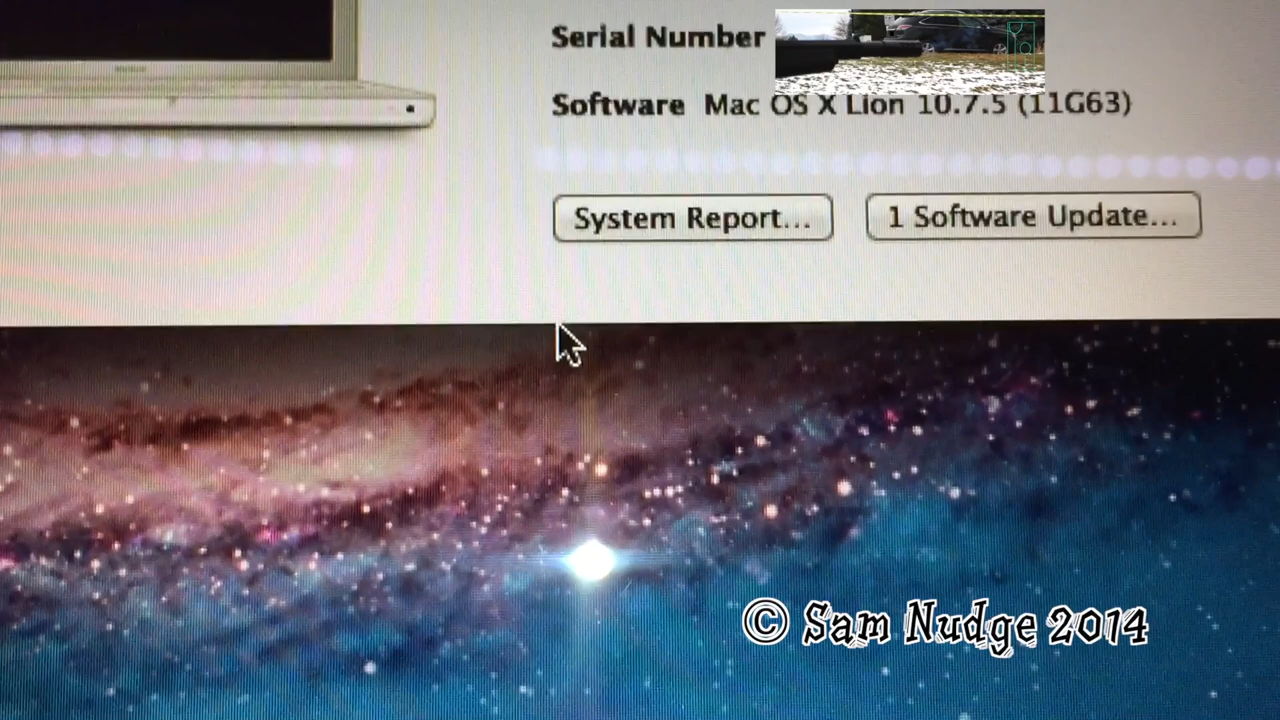 Serial Number
Software Mac OS X Lion 10.7.5 (11G63)
System Report...
1 Software Update...
© Sam Nudge 2014